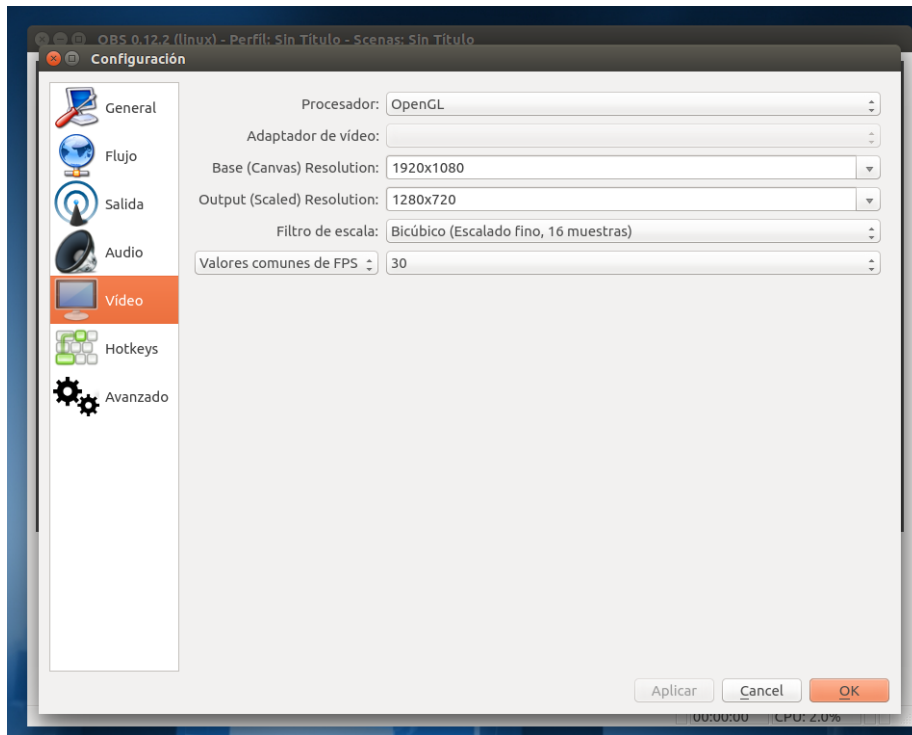 OBS 0.12.2 (linux) - Perfil: Sin Título - Scenas: Sin Título
Configuración
General
Flujo
Salida
Audio
Vídeo
Hotkeys
Avanzado
Procesador: OpenGL
Adaptador de vídeo:
Base (Canvas) Resolution: 1920x1080
Output (Scaled) Resolution: 1280x720
Filtro de escala: Bicúbico (Escalado fino, 16 muestras)
Valores comunes de FPS 30
Aplicar Cancel OK
00:00:00 CPU: 2.0%